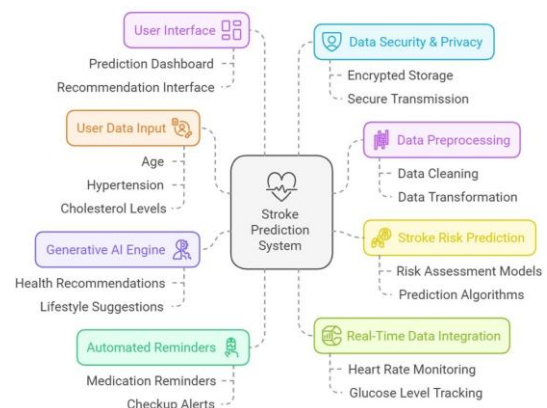 User Interface
Prediction Dashboard
Recommendation Interface
User Data Input
Age
Hypertension
Cholesterol Levels
Generative AI Engine
Health Recommendations
Lifestyle Suggestions
Automated Reminders
Medication Reminders
Checkup Alerts
Stroke
Prediction
System
Data Security & Privacy
Encrypted Storage
Secure Transmission
Data Preprocessing
Data Cleaning
Data Transformation
Stroke Risk Prediction
Risk Assessment Models
Prediction Algorithms
Real-Time Data Integration
Heart Rate Monitoring
Glucose Level Tracking